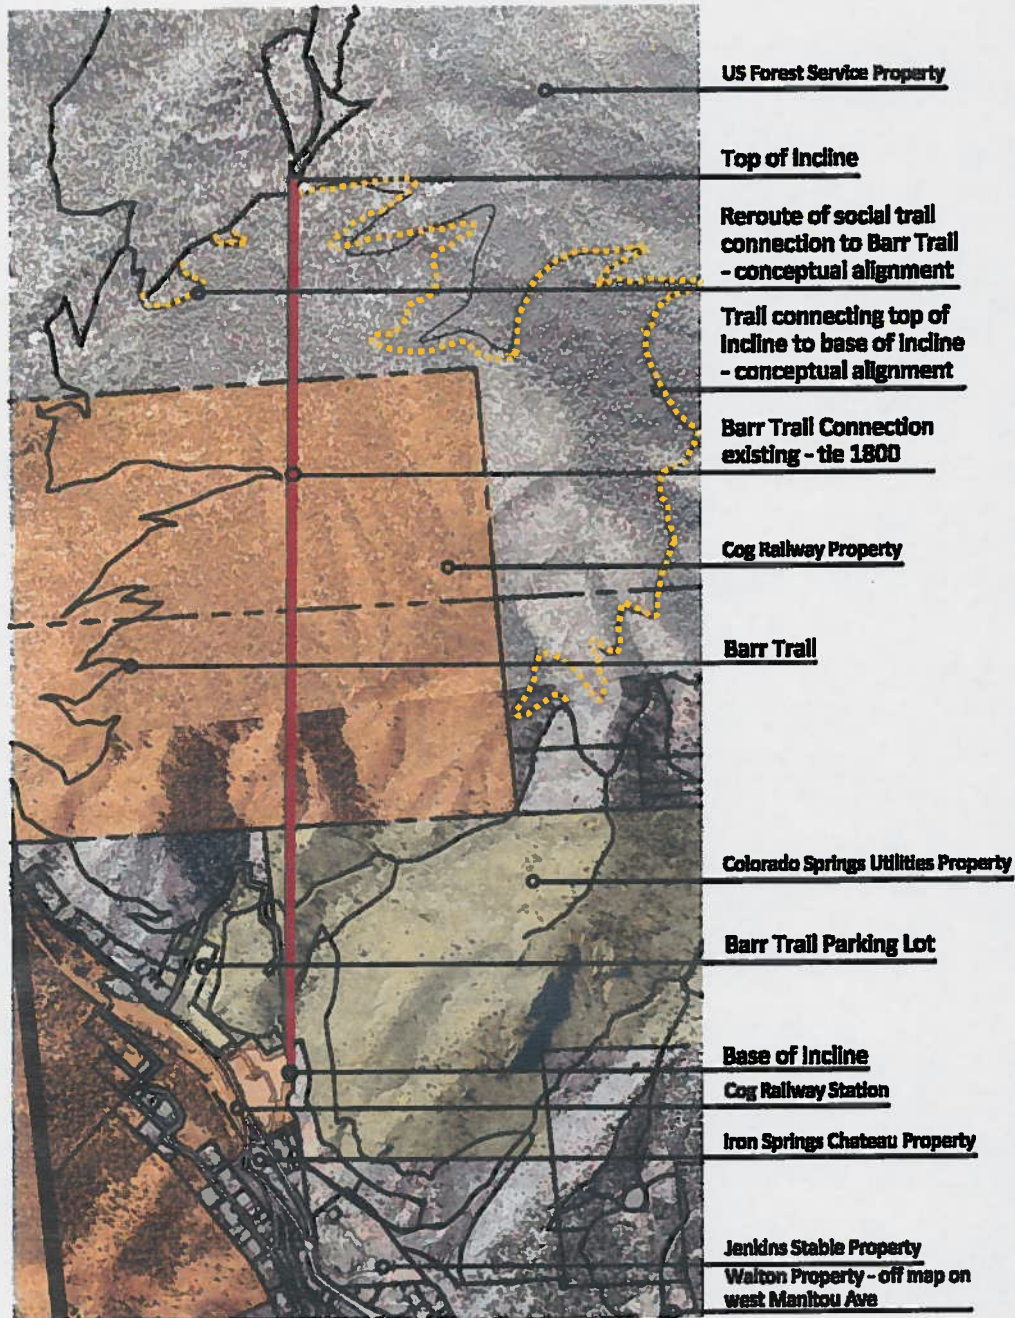 US Forest Service Property
Top of Incline
Reroute of social trail
connection to Barr Trail
- conceptual alignment
Trail connecting top of
Incline to base of incline
- conceptual alignment
Barr Trail Connection
existing - tie 1800
Cog Railway Property
Barr Trail
Colorado Springs Utilities Property
Barr Trail Parking Lot
Base of Incline
Cog Railway Station
Iron Springs Chateau Property
Jenkins Stable Property
Walton Property - off map on
west Manitou Ave